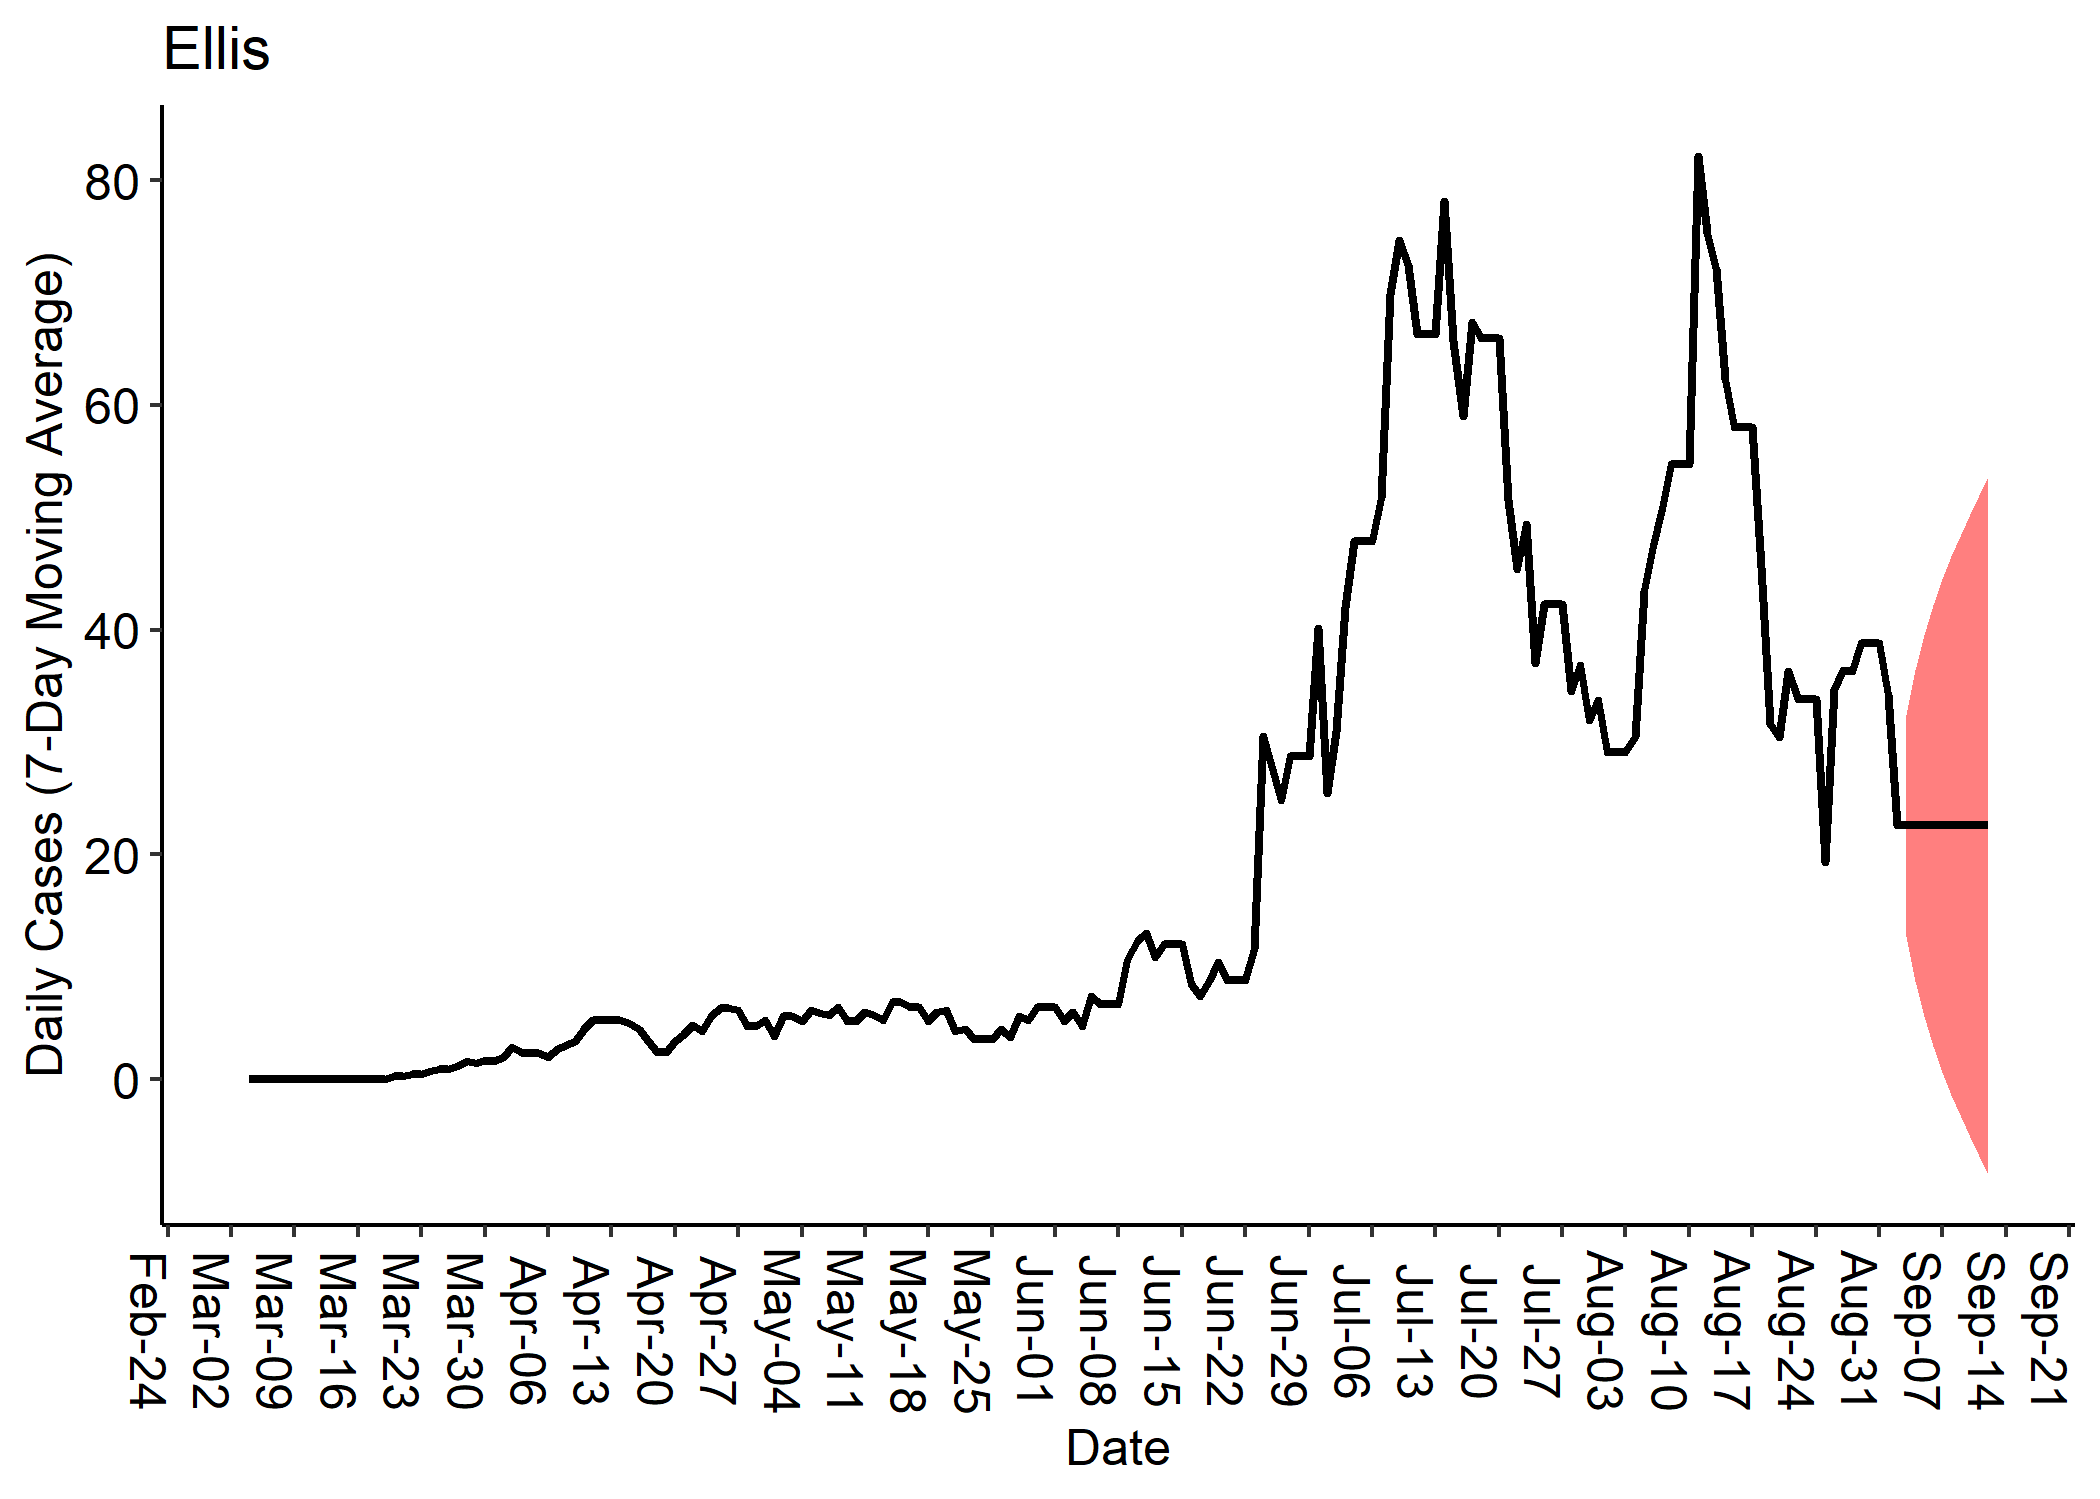 Ellis
Daily Cases (7-Day Moving Average)
80
60
40
20
0
Feb-24
Mar-02
Mar-09
Mar-16
Mar-23
Mar-30
Apr-06
Apr-13
Apr-20
Apr-27
May-04
May-11
May-18
May-25
Jun-01
Jun-08
Jun-15
Jun-22
Jun-29
Jul-06
Jul-13
Jul-20
Jul-27
Aug-03
Aug-10
Aug-17
Aug-24
Aug-31
Sep-07
Sep-14
Sep-21
Date